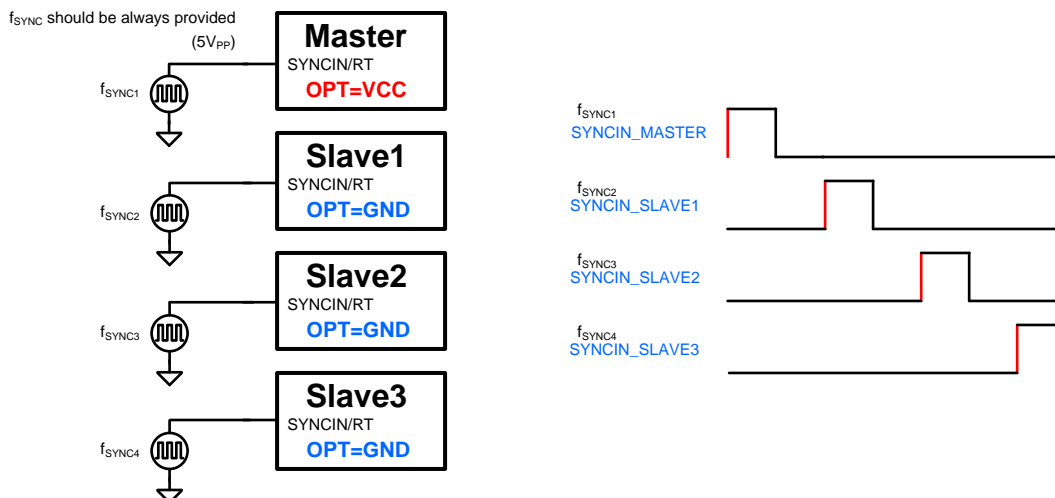 fSYNC should be always provided
(5VPP)
Master
SYNCIN/RT
OPT=VCC
fSYNC1
Slave1
SYNCIN/RT
OPT=GND
fSYNC2
Slave2
SYNCIN/RT
OPT=GND
fSYNC3
Slave3
SYNCIN/RT
OPT=GND
fSYNC4
fSYNC1
SYNCIN_MASTER
fSYNC2
SYNCIN_SLAVE1
fSYNC3
SYNCIN_SLAVE2
fSYNC4
SYNCIN_SLAVE3